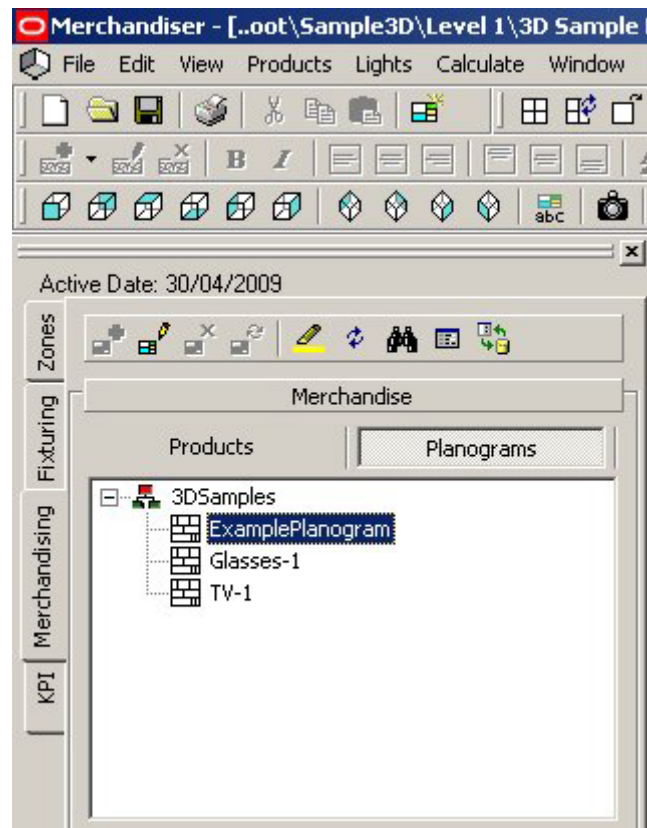 Merchandiser - [..oot\Sample3D\Level 1\3D Sample
File Edit View Products Lights Calculate Window
B I
abc
Active Date: 30/04/2009
Zones
Fixturing
Merchandising
KPI
Merchandise
Products Planograms
3DSamples
ExamplePlanogram
Glasses-1
TV-1